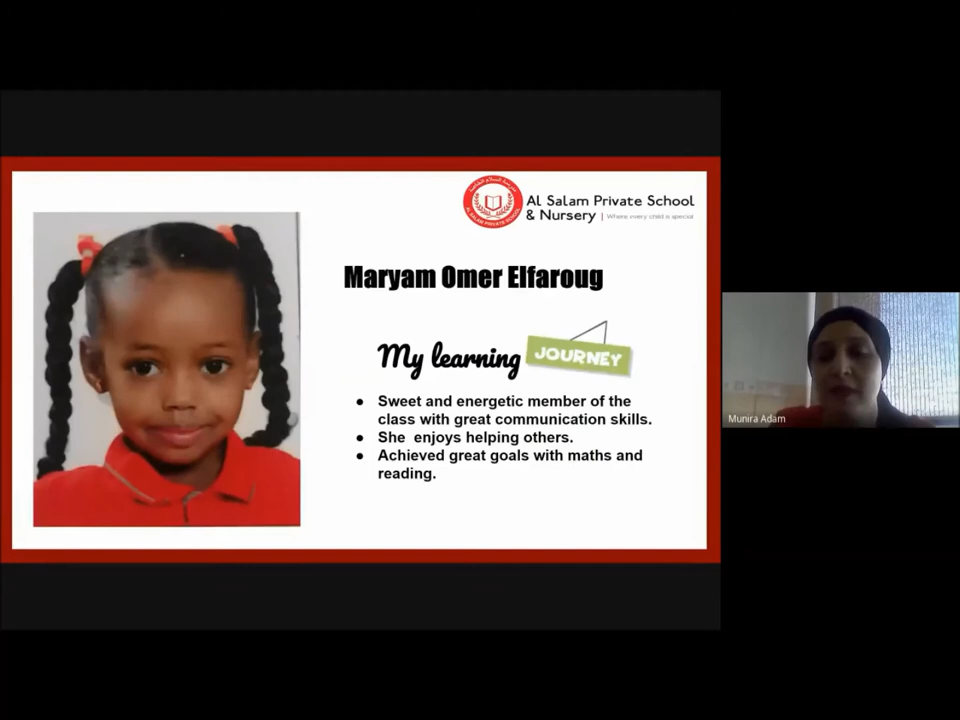 Al Salam Private School
& Nursery | Where every child is special
Maryam Omer Elfaroug
My learning JOURNEY
● Sweet and energetic member of the
class with great communication skills.
● She enjoys helping others.
● Achieved great goals with maths and
reading.
Munira Adam